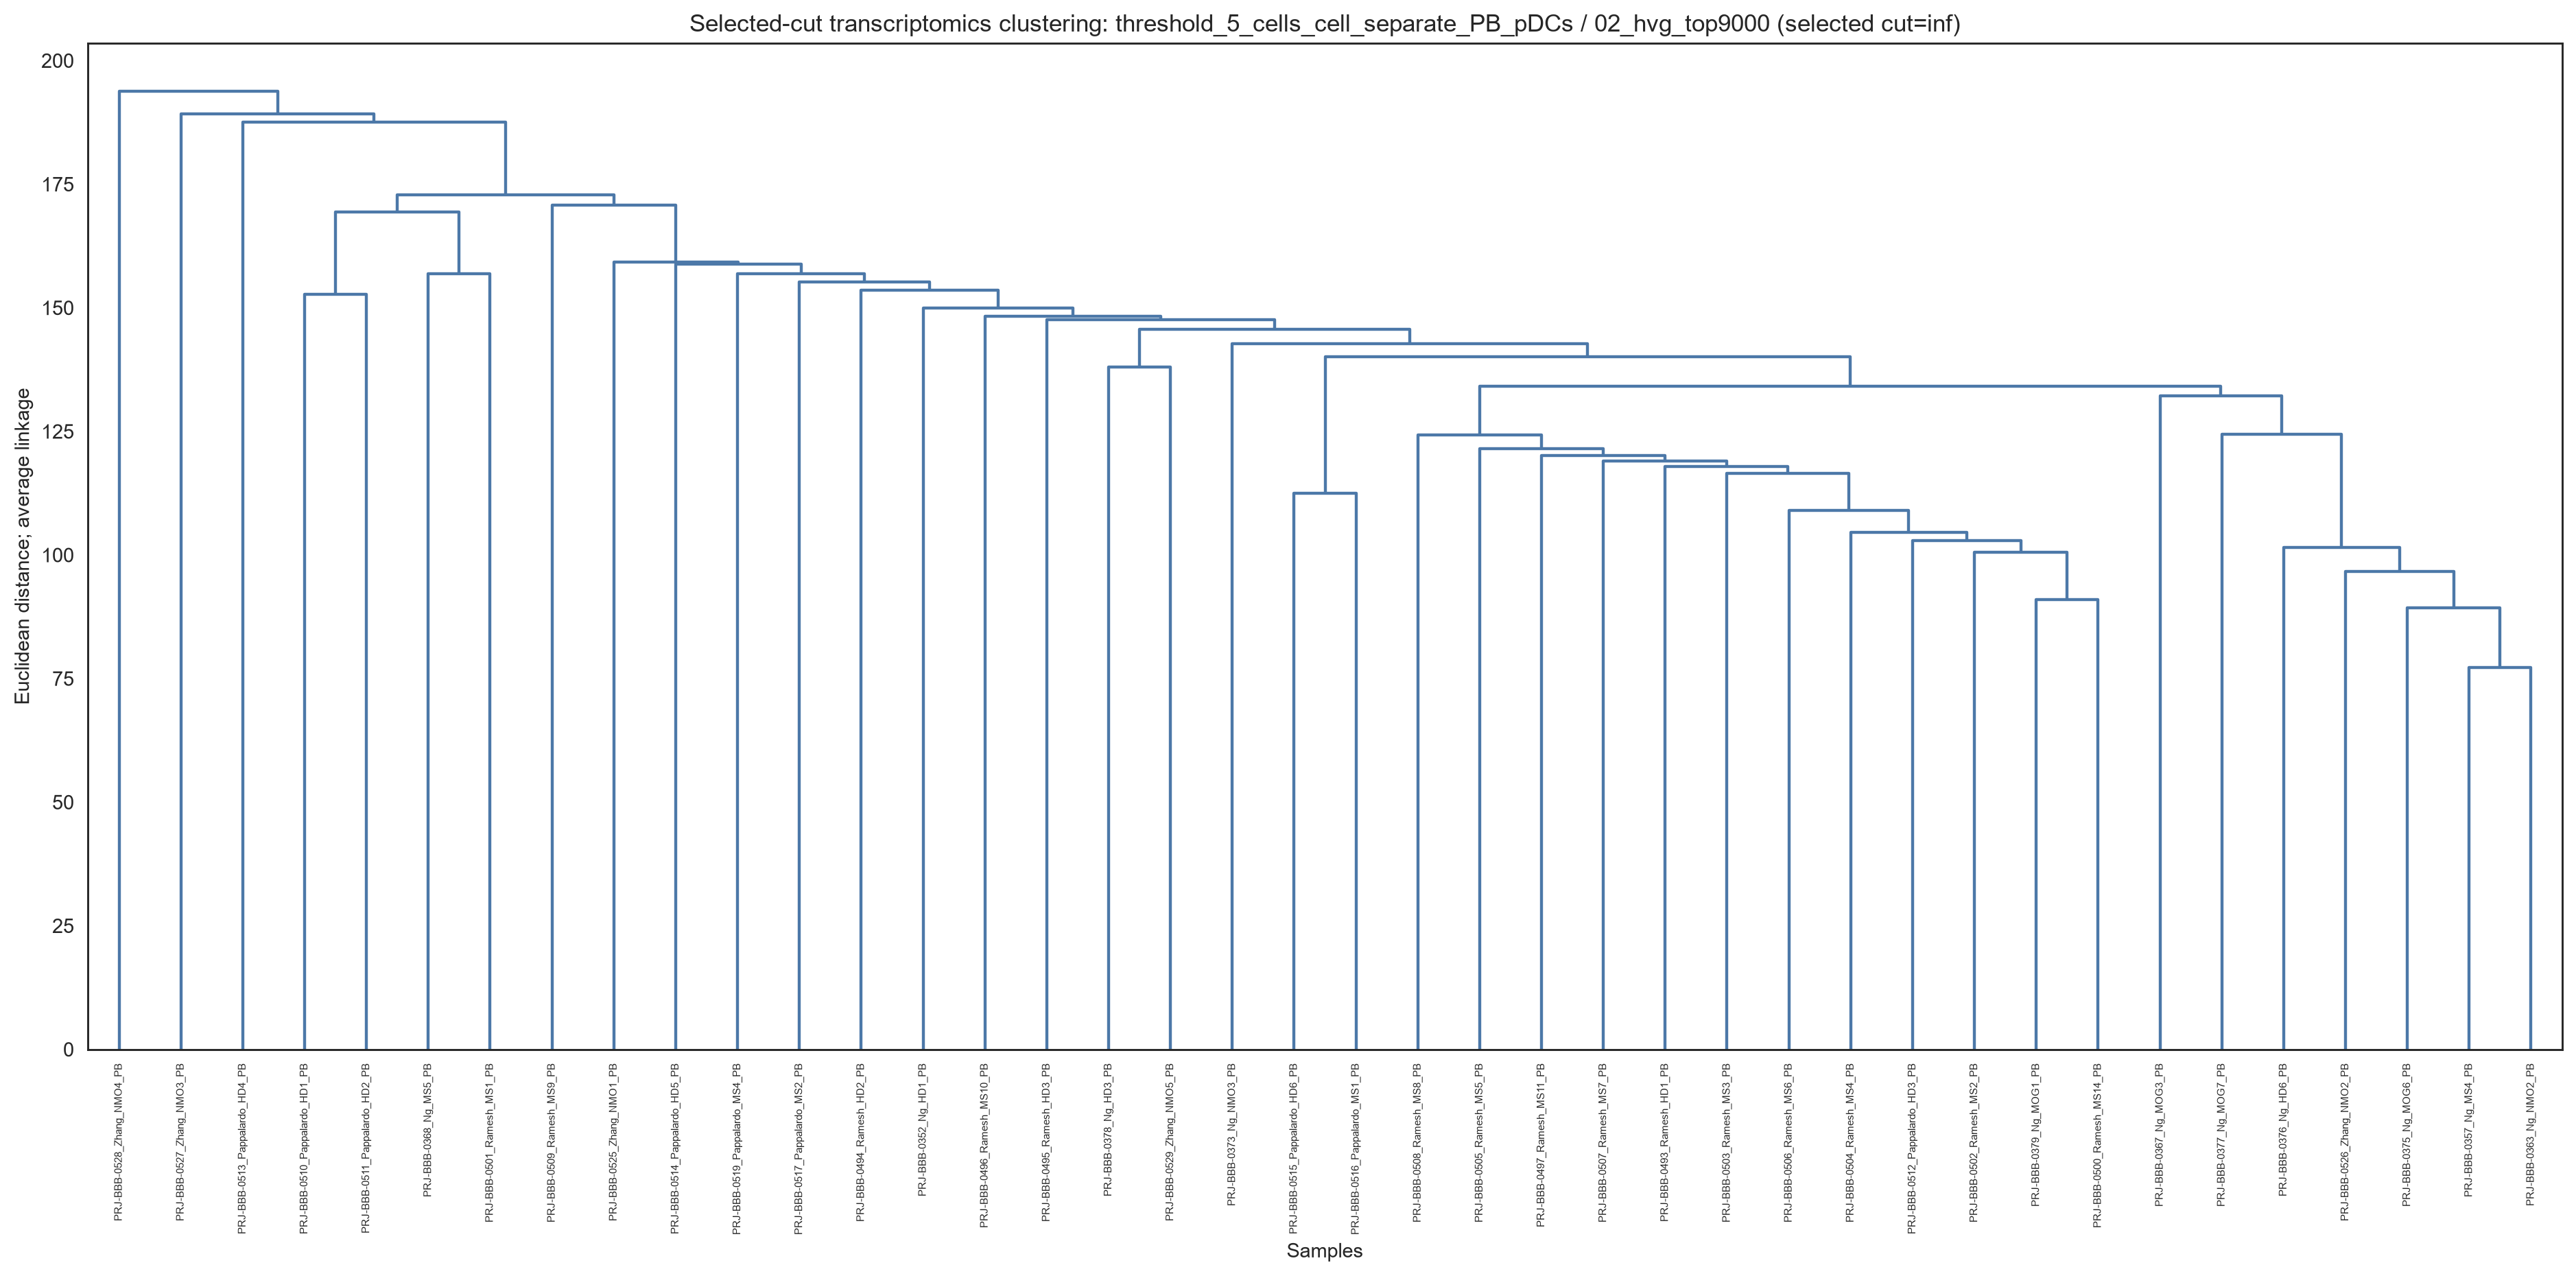 Selected-cut transcriptomics clustering: threshold_5_cells_cell_separate_PB_pDCs / 02_hvg_top9000 (selected cut=inf)
200
175
150
125
100
75
50
25
0
Euclidean distance; average linkage
PRJ-BBB-0528_Zhang_NMO4_PB
PRJ-BBB-0527_Zhang_NMO3_PB
PRJ-BBB-0513_Pappalardo_HD4_PB
PRJ-BBB-0510_Pappalardo_HD1_PB
PRJ-BBB-0511_Pappalardo_HD2_PB
PRJ-BBB-0368_Ng_MS5_PB
PRJ-BBB-0501_Ramesh_MS1_PB
PRJ-BBB-0509_Ramesh_MS9_PB
PRJ-BBB-0525_Zhang_NMO1_PB
PRJ-BBB-0514_Pappalardo_HD5_PB
PRJ-BBB-0519_Pappalardo_MS4_PB
PRJ-BBB-0517_Pappalardo_MS2_PB
PRJ-BBB-0494_Ramesh_HD2_PB
PRJ-BBB-0352_Ng_HD1_PB
PRJ-BBB-0496_Ramesh_MS10_PB
PRJ-BBB-0495_Ramesh_HD3_PB
PRJ-BBB-0378_Ng_HD3_PB
PRJ-BBB-0529_Zhang_NMO5_PB
PRJ-BBB-0373_Ng_NMO3_PB
PRJ-BBB-0515_Pappalardo_HD6_PB
PRJ-BBB-0516_Pappalardo_MS1_PB
PRJ-BBB-0508_Ramesh_MS8_PB
PRJ-BBB-0505_Ramesh_MS5_PB
PRJ-BBB-0497_Ramesh_MS11_PB
PRJ-BBB-0507_Ramesh_MS7_PB
PRJ-BBB-0493_Ramesh_HD1_PB
PRJ-BBB-0503_Ramesh_MS3_PB
PRJ-BBB-0506_Ramesh_MS6_PB
PRJ-BBB-0504_Ramesh_MS4_PB
PRJ-BBB-0512_Pappalardo_HD3_PB
PRJ-BBB-0502_Ramesh_MS2_PB
PRJ-BBB-0379_Ng_MOG1_PB
PRJ-BBB-0500_Ramesh_MS14_PB
PRJ-BBB-0367_Ng_MOG3_PB
PRJ-BBB-0377_Ng_MOG7_PB
PRJ-BBB-0376_Ng_HD6_PB
PRJ-BBB-0526_Zhang_NMO2_PB
PRJ-BBB-0375_Ng_MOG6_PB
PRJ-BBB-0357_Ng_MS4_PB
PRJ-BBB-0363_Ng_NMO2_PB
Samples